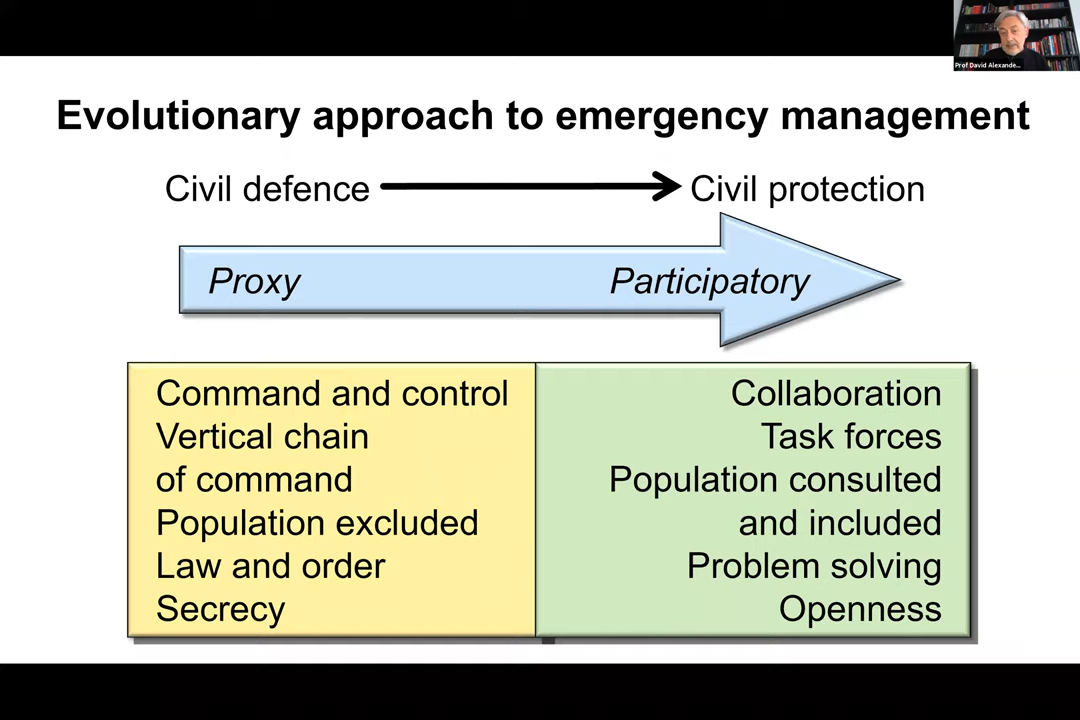 Prof David Alexande...
Evolutionary approach to emergency management
Civil defence
Civil protection
Proxy
Participatory
Command and control
Vertical chain
of command
Population excluded
Law and order
Secrecy
Collaboration
Task forces
Population consulted
and included
Problem solving
Openness